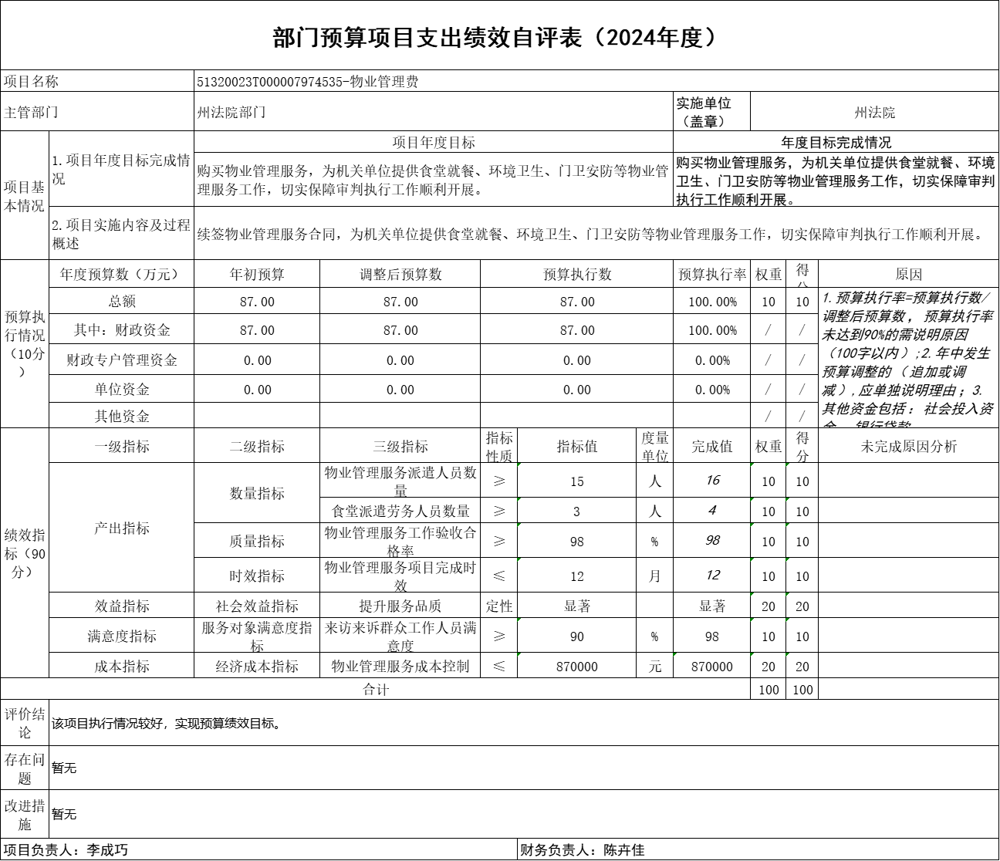 部门预算项目支出绩效自评表（2024年度）
项目名称 51320023T000007974535-物业管理费
主管部门 州法院部门 实施单位（盖章） 州法院
项目基本情况
1.项目年度目标完成情况
项目年度目标 年度目标完成情况
购买物业管理服务，为机关单位提供食堂就餐、环境卫生、门卫安防等物业管
理服务工作，切实保障审判执行工作顺利开展。
购买物业管理服务，为机关单位提供食堂就餐、环境
卫生、门卫安防等物业管理服务工作，切实保障审判
执行工作顺利开展。
2.项目实施内容及过程
概述
续签物业管理服务合同，为机关单位提供食堂就餐、环境卫生、门卫安防等物业管理服务工作，切实保障审判执行工作顺利开展。
预算执行情况（10分）
年度预算数（万元） 年初预算 调整后预算数 预算执行数 预算执行率 权重 得分 原因
总额 87.00 87.00 87.00 100.00% 10 10
其中：财政资金 87.00 87.00 87.00 100.00% / /
财政专户管理资金 0.00 0.00 0.00 0.00% / /
单位资金 0.00 0.00 0.00 0.00% / /
其他资金 / /
1.预算执行率=预算执行数/
调整后预算数，预算执行率
未达到90%的需说明原因
（100字以内）;2.年中发生
预算调整的（追加或调
减）,应单独说明理由；3.
其他资金包括：社会投入资
金、银行贷款
绩效指标（90分）
一级指标 二级指标 三级指标 指标性质 指标值 度量单位 完成值 权重 得分 未完成原因分析
产出指标 数量指标 物业管理服务派遣人员数量 ≥ 15 人 16 10 10
食堂派遣劳务人员数量 ≥ 3 人 4 10 10
质量指标 物业管理服务工作验收合格率 ≥ 98 % 98 10 10
时效指标 物业管理服务项目完成时效 ≤ 12 月 12 10 10
效益指标 社会效益指标 提升服务品质 定性 显著 显著 20 20
满意度指标 服务对象满意度指标 来访来诉群众工作人员满意度 ≥ 90 % 98 10 10
成本指标 经济成本指标 物业管理服务成本控制 ≤ 870000 元 870000 20 20
合计 100 100
评价结论 该项目执行情况较好，实现预算绩效目标。
存在问题 暂无
改进措施 暂无
项目负责人：李成巧 财务负责人：陈卉佳